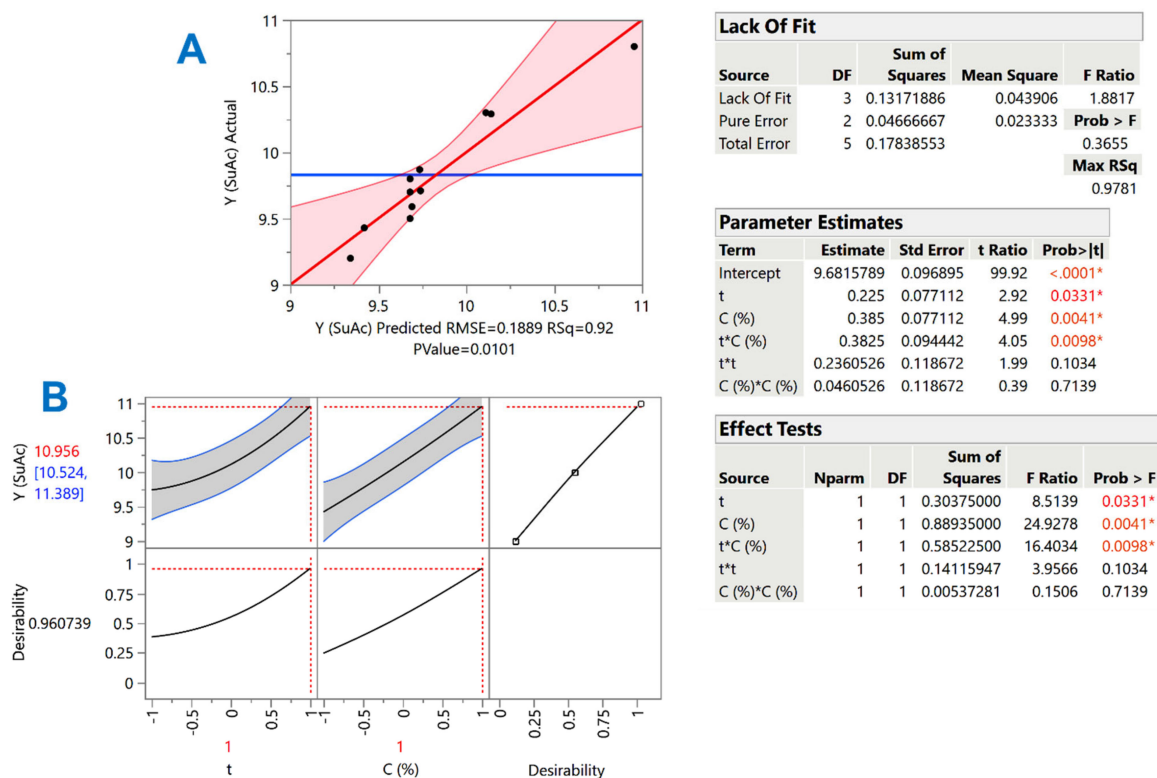 A
Y (SuAc) Actual
11
10.5
10
9.5
9
9 9.5 10 10.5 11
Y (SuAc) Predicted RMSE=0.1889 RSq=0.92
PValue=0.0101
B
Y (SuAc)
10.956
[10.524,
11.389]
11
10.5
10
9.5
9
Desirability
0.960739
1
0.75
0.5
0.25
0
-1 -0.5 0 0.5 1
1
t
-1 -0.5 0 0.5 1
1
C (%)
0 0.25 0.5 0.75 1
Desirability
Lack Of Fit
Source DF Sum of Squares Mean Square F Ratio
Lack Of Fit 3 0.13171886 0.043906 1.8817
Pure Error 2 0.04666667 0.023333 Prob > F
Total Error 5 0.17838553 0.3655
Max RSq
0.9781
Parameter Estimates
Term Estimate Std Error t Ratio Prob>|t|
Intercept 9.6815789 0.096895 99.92 <.0001*
t 0.225 0.077112 2.92 0.0331*
C (%) 0.385 0.077112 4.99 0.0041*
t*C (%) 0.3825 0.094442 4.05 0.0098*
t*t 0.2360526 0.118672 1.99 0.1034
C (%)*C (%) 0.0460526 0.118672 0.39 0.7139
Effect Tests
Source Nparm DF Sum of Squares F Ratio Prob > F
t 1 1 0.30375000 8.5139 0.0331*
C (%) 1 1 0.88935000 24.9278 0.0041*
t*C (%) 1 1 0.58522500 16.4034 0.0098*
t*t 1 1 0.14115947 3.9566 0.1034
C (%)*C (%) 1 1 0.00537281 0.1506 0.7139